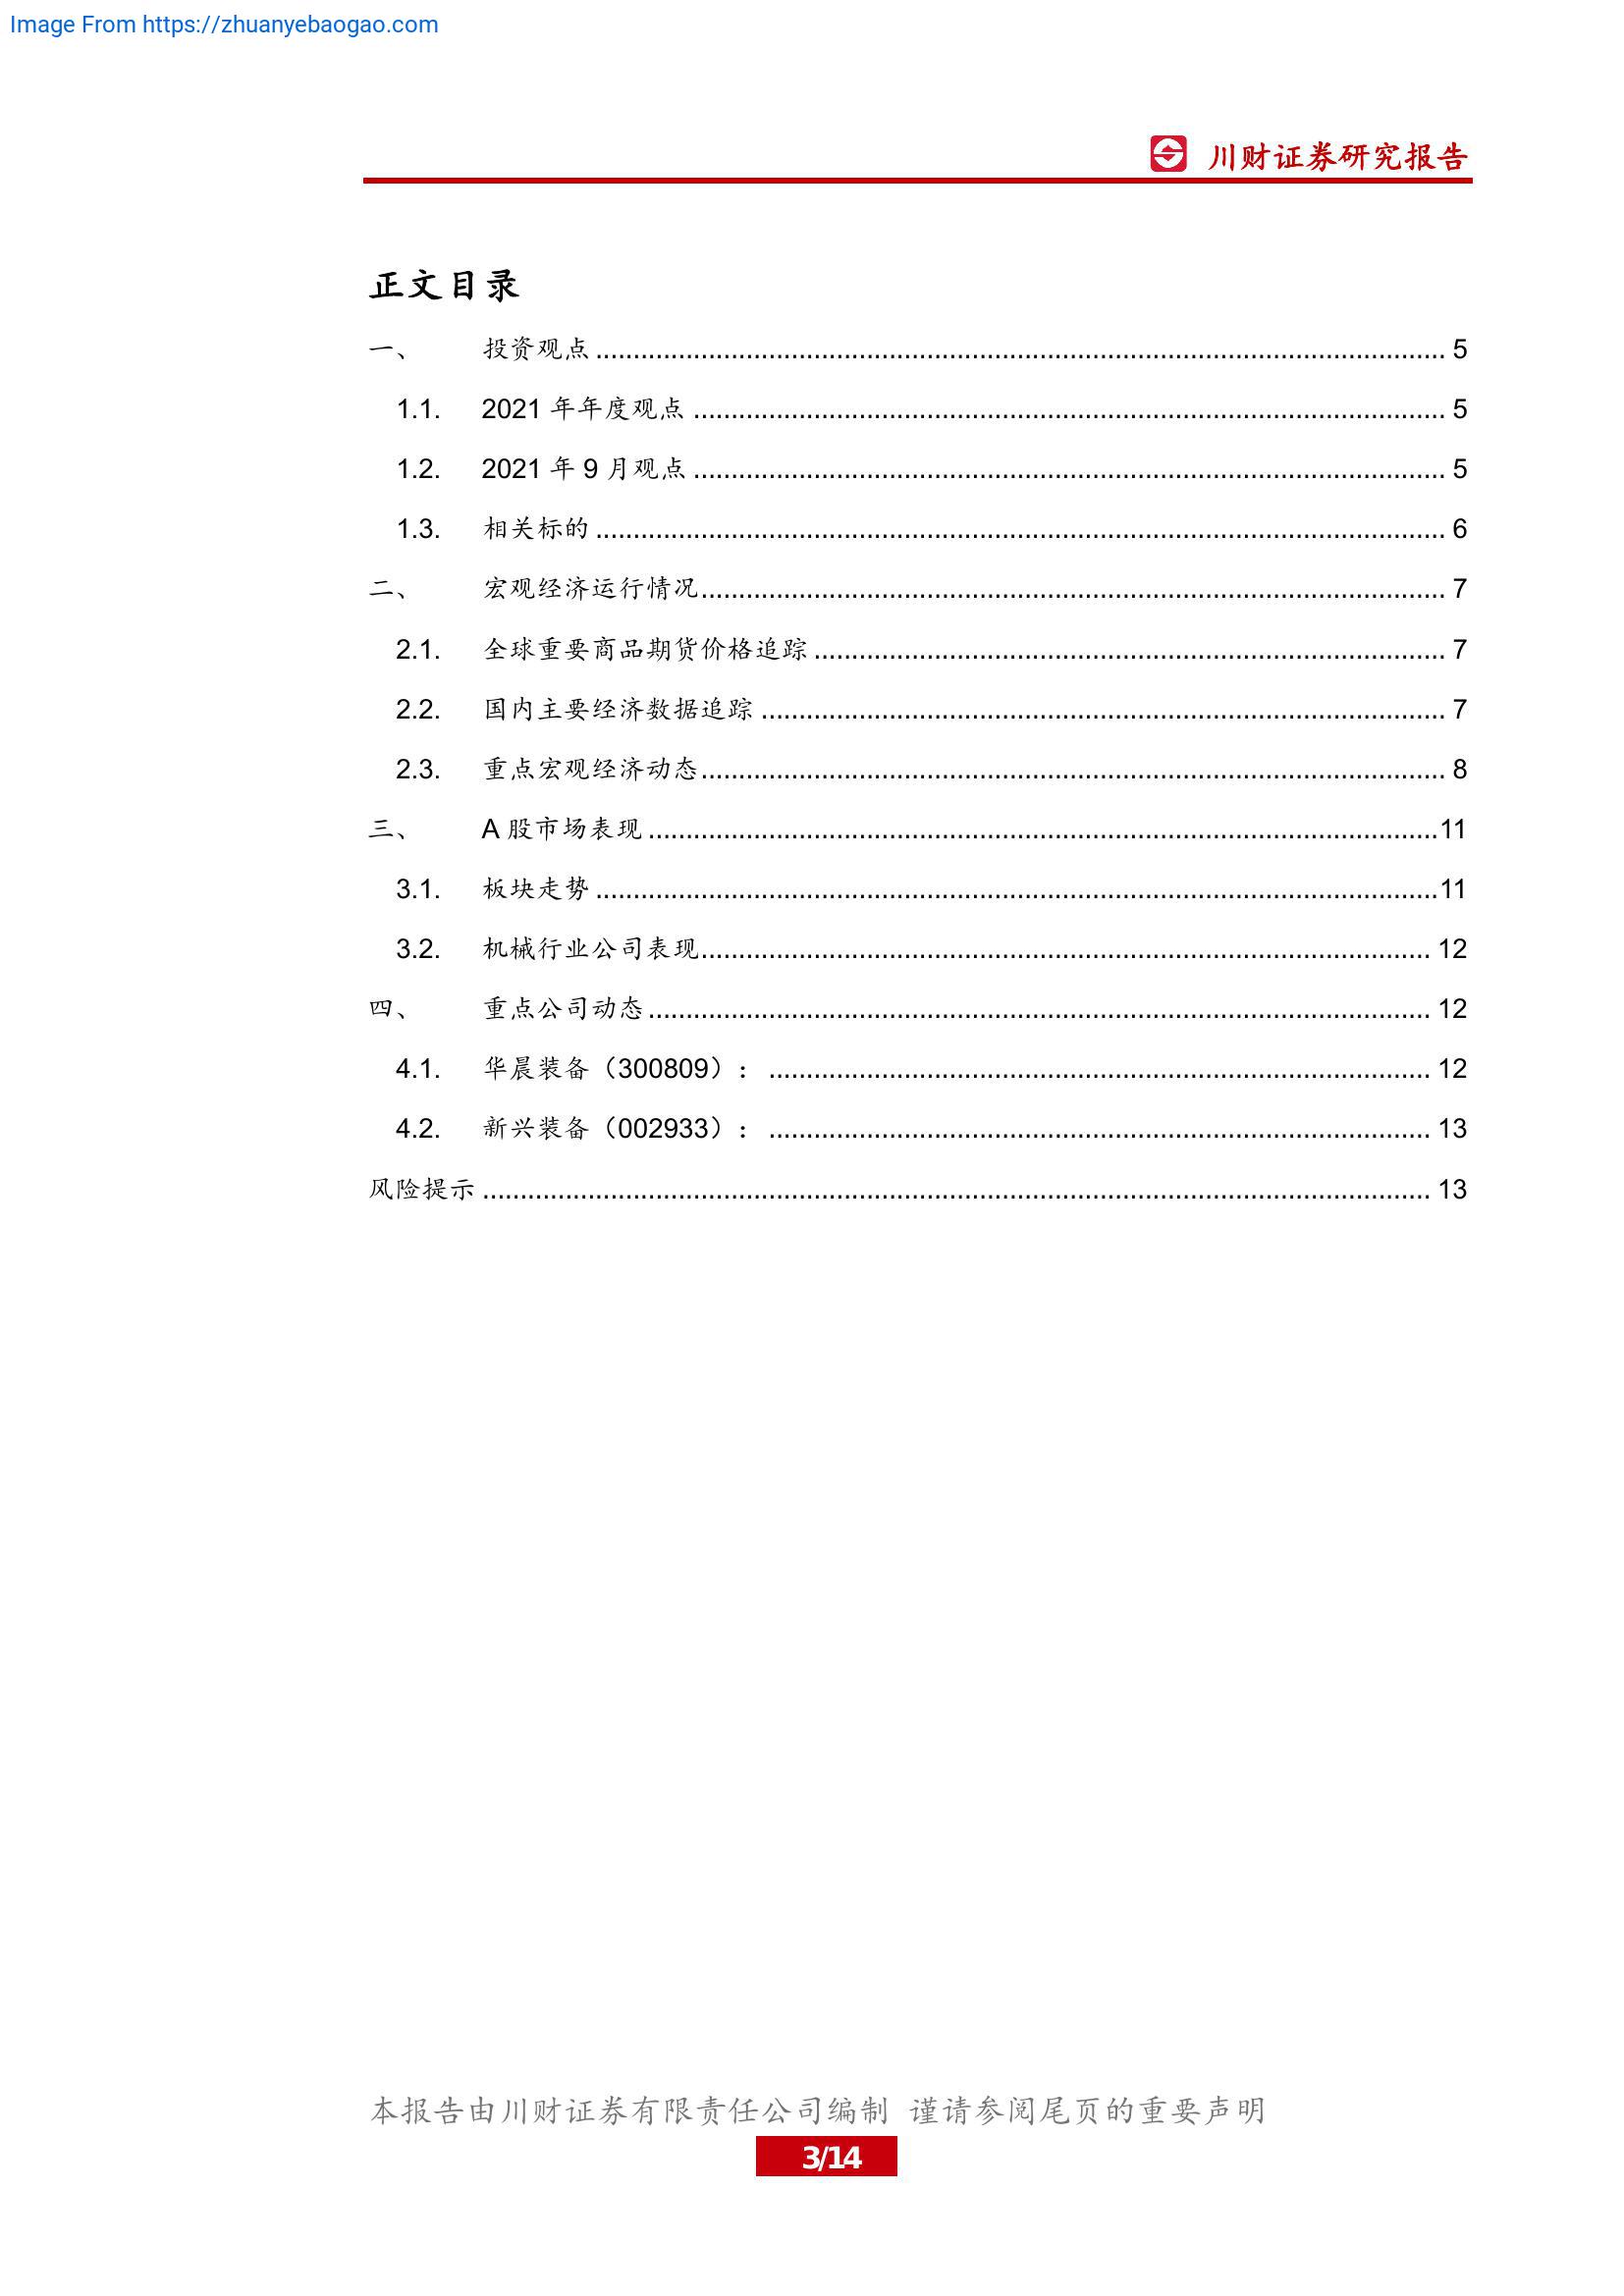 Image From https://zhuanyebaogao.com
川财证券研究报告
正文目录
一、 投资观点 ........................................ 5
1.1. 2021 年年度观点 ........................................ 5
1.2. 2021 年 9 月观点 ........................................ 5
1.3. 相关标的 ........................................ 6
二、 宏观经济运行情况 ........................................ 7
2.1. 全球重要商品期货价格追踪 ........................................ 7
2.2. 国内主要经济数据追踪 ........................................ 7
2.3. 重点宏观经济动态 ........................................ 8
三、 A 股市场表现 ........................................ 11
3.1. 板块走势 ........................................ 11
3.2. 机械行业公司表现 ........................................ 12
四、 重点公司动态 ........................................ 12
4.1. 华晨装备（300809）： ........................................ 12
4.2. 新兴装备（002933）： ........................................ 13
风险提示 ........................................ 13
本报告由川财证券有限责任公司编制 谨请参阅尾页的重要声明
3/14